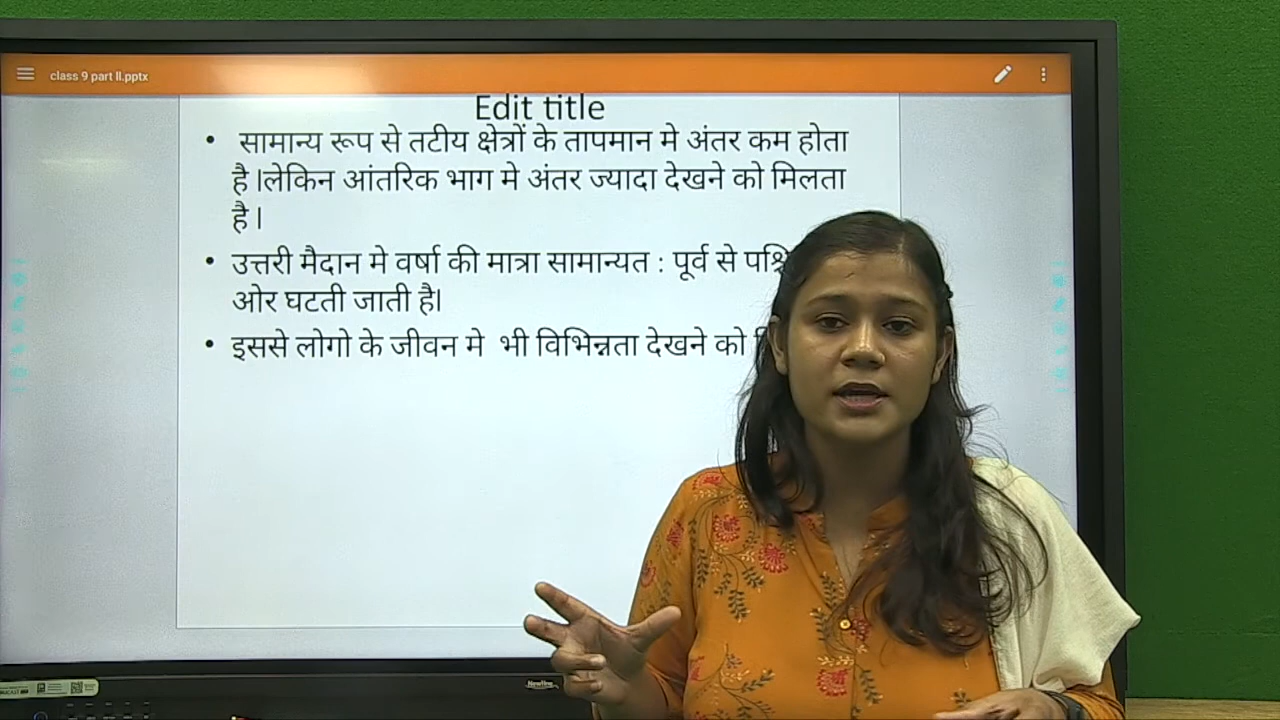 class 9 part II.pptx
Edit title
• सामान्य रूप से तटीय क्षेत्रों के तापमान मे अंतर कम होता
है ।लेकिन आंतरिक भाग मे अंतर ज्यादा देखने को मिलता
है ।
• उत्तरी मैदान मे वर्षा की मात्रा सामान्यत : पूर्व से
ओर घटती जाती है।
• इससे लोगो के जीवन मे भी विभिन्नता देखने को
Newline